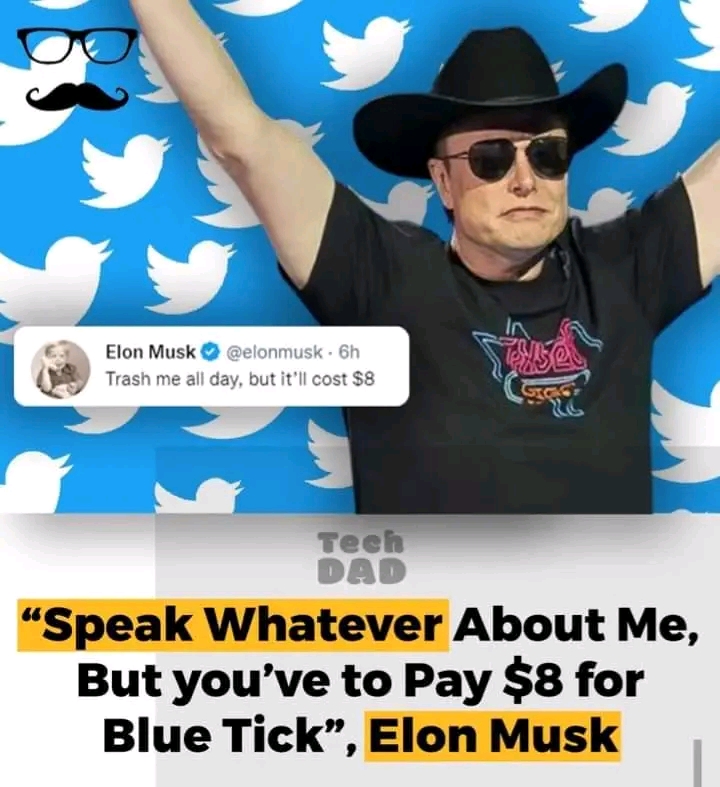 Elon Musk @elonmusk · 6h
Trash me all day, but it'll cost $8
Tech
DAD
“Speak Whatever About Me,
But you've to Pay $8 for
Blue Tick”, Elon Musk